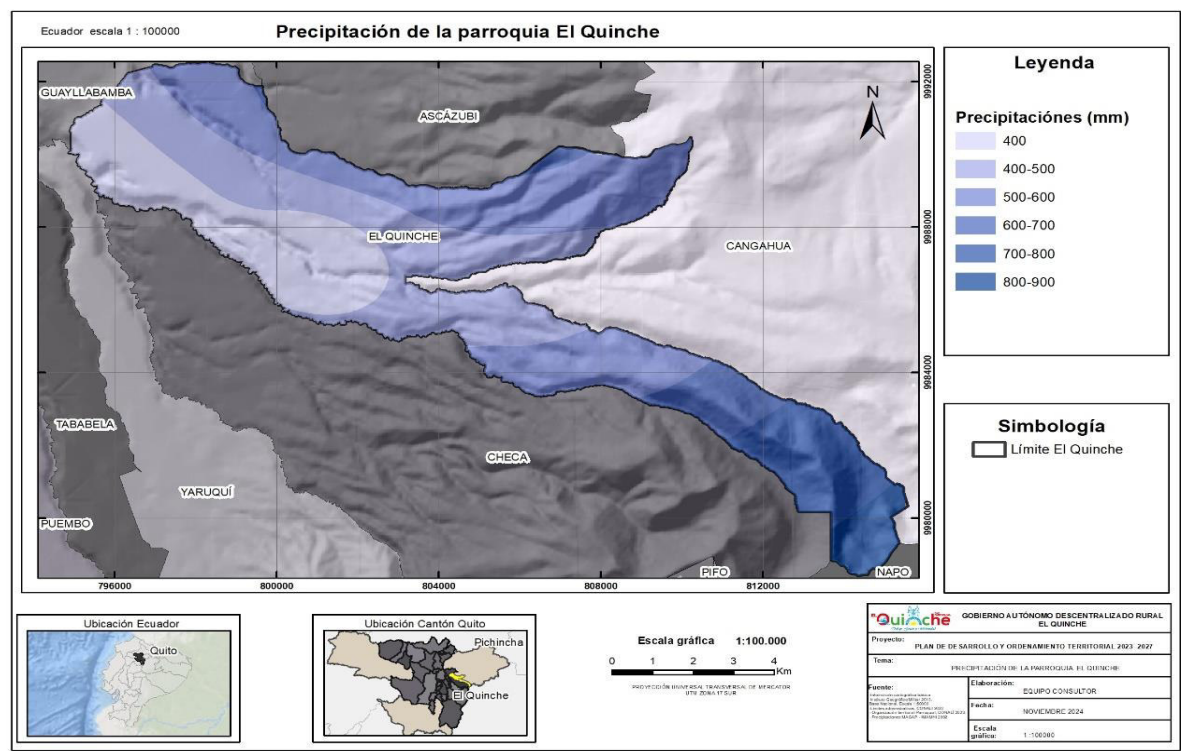 Ecuador escala 1 : 100000
Precipitación de la parroquia El Quinche
GUAYLLABAMBA
ASCÁZUBI
N
EL QUINCHE
CANGAHUA
TABABELA
CHECA
YARUQUÍ
PUEMBO
PIFO
NAPO
9992000
9988000
9984000
9980000
796000
800000
804000
808000
812000
Leyenda
Precipitaciónes (mm)
400
400-500
500-600
600-700
700-800
800-900
Simbología
Límite El Quinche
Ubicación Ecuador
Quito
Ubicación Cantón Quito
Pichincha
El Quinche
Escala gráfica 1:100.000
0 1 2 3 4
Km
PROYECCIÓN UNIVERSAL TRANSVERSAL DE MERCATOR
UTM ZONA 17 SUR
Quinche
GOBIERNO AUTÓNOMO DESCENTRALIZADO RURAL
EL QUINCHE
Proyecto:
PLAN DE DESARROLLO Y ORDENAMIENTO TERRITORIAL 2023 2027
Tema:
PRECIPITACIÓN DE LA PARROQUIA EL QUINCHE
Fuente:
Elaboración:
EQUIPO CONSULTOR
Fecha:
NOVIEMBRE 2024
Escala
gráfico:
1 :100000